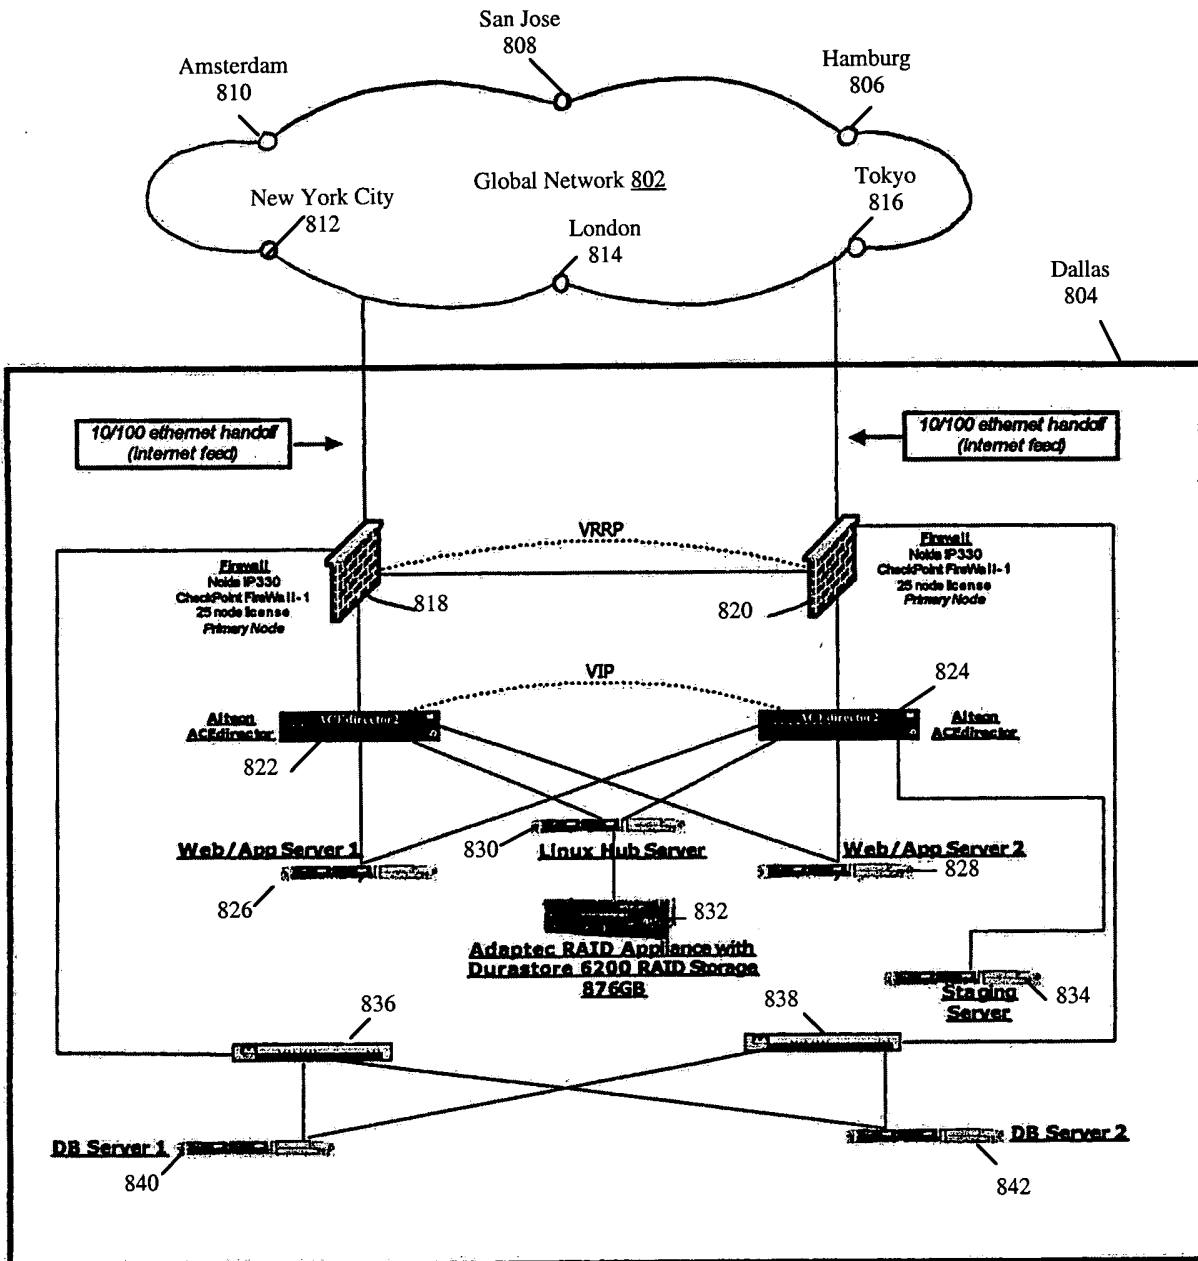 San Jose
808
Amsterdam
810
Hamburg
806
Global Network 802
New York City
812
Tokyo
816
London
814
Dallas
804
10/100 ethernet handoff
(internet feed)
10/100 ethernet handoff
(internet feed)
VRRP
Firewall
Nokia IP330
CheckPoint FireWall-1
25 node license
Primary Node
818
820
Firewall
Nokia IP330
CheckPoint FireWall-1
25 node license
Primary Node
VIP
824
Alteon
ACEdirector
ACEdirector2
ACEdirector2
Alteon
ACEdirector
822
Web/App Server 1
830
Linux Hub Server
Web/App Server 2
828
826
832
Adaptec RAID Appliance with
Durastore 6200 RAID Storage
876GB
Staging
Server
834
836
838
DB Server 1
840
DB Server 2
842